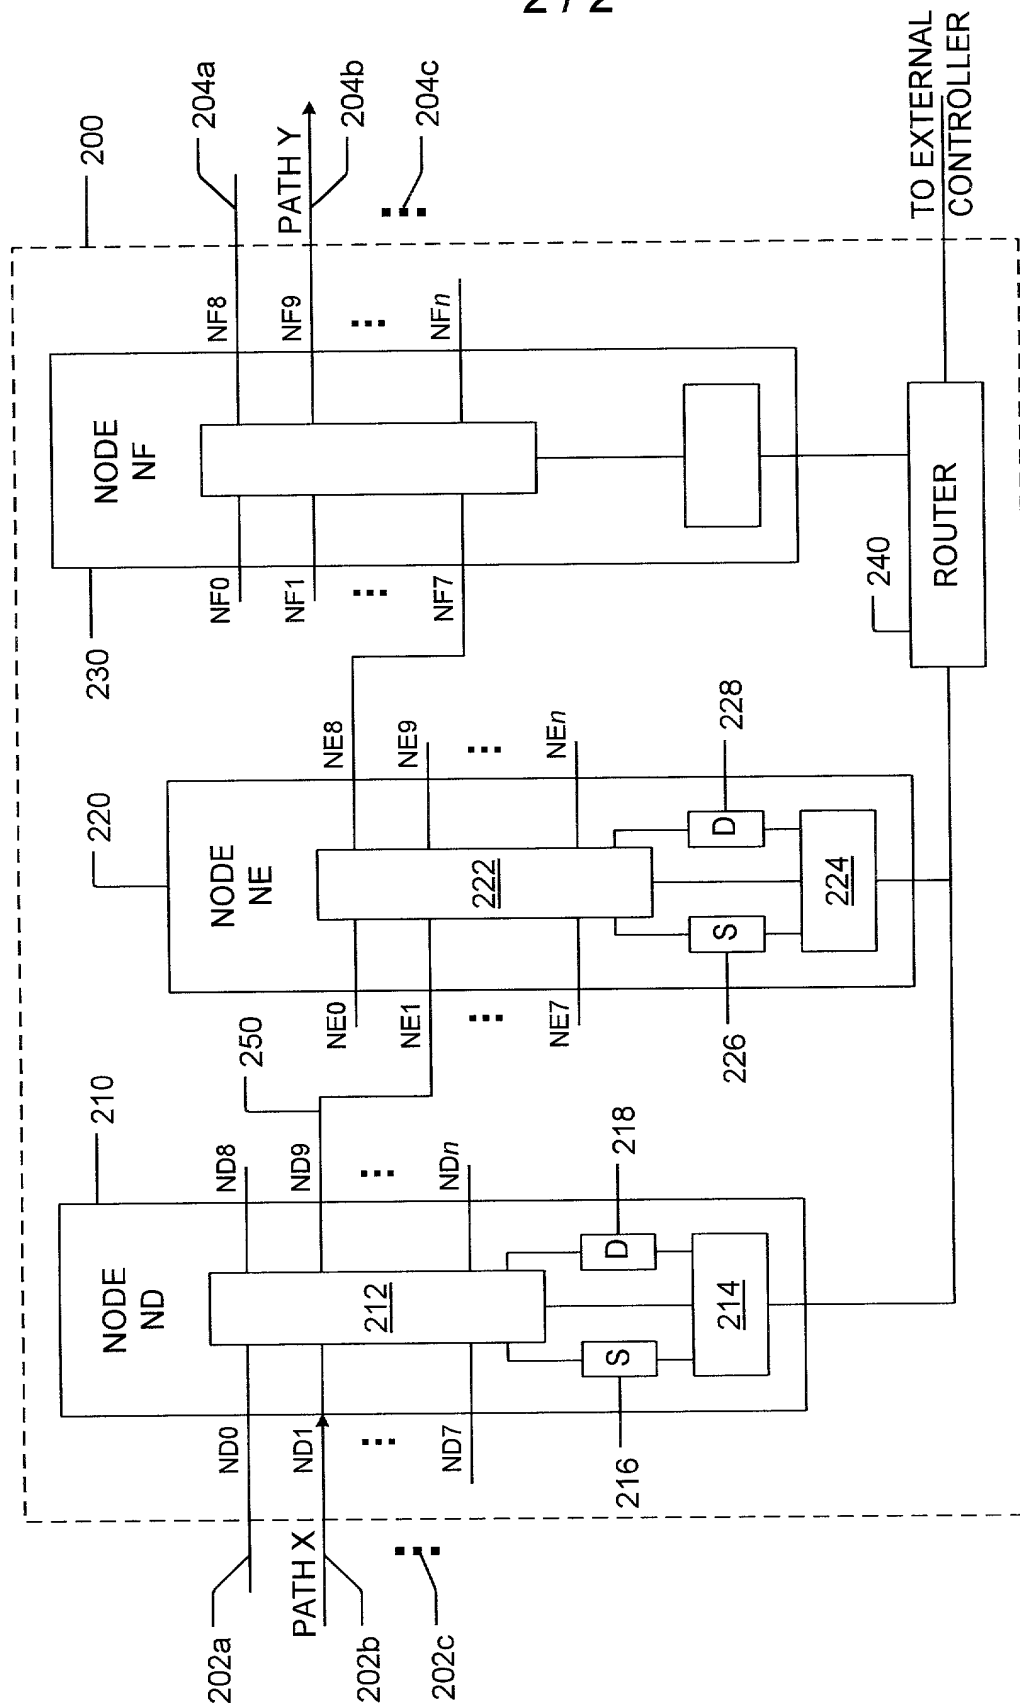 2 / 2
200
204a
PATH Y
204b
204c
TO EXTERNAL
CONTROLLER
NODE
NF
NF8
NF9
NFn
NF0
NF1
NF7
230
240
ROUTER
220
NODE
NE
NE8
NE9
NEn
222
NE0
NE1
NE7
S
D
224
228
226
250
210
NODE
ND
ND8
ND9
NDn
212
ND0
ND1
ND7
S
D
214
218
216
202a
PATH X
202b
202c